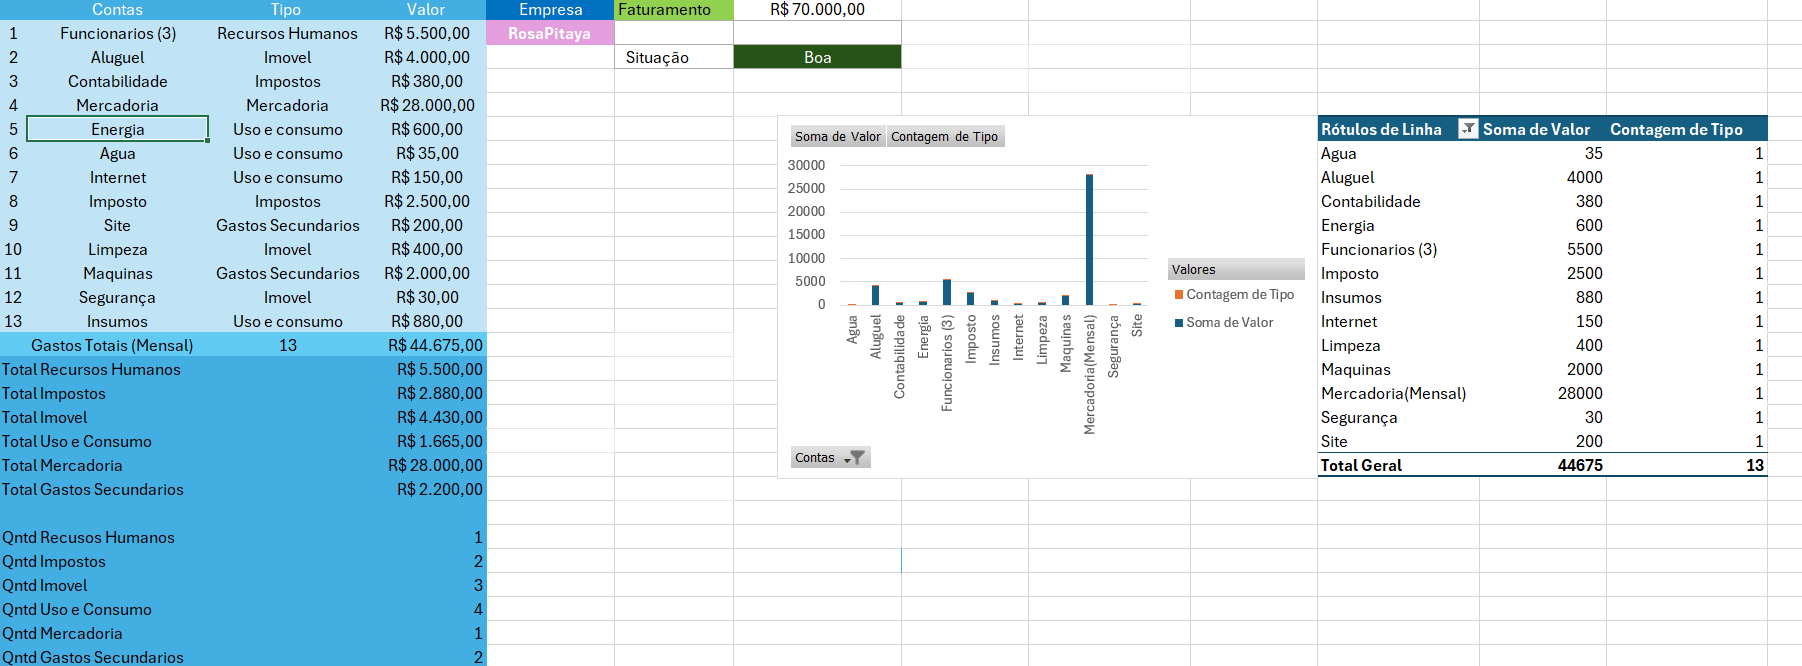 Contas Tipo Valor Empresa Faturamento R$ 70.000,00
1 Funcionarios (3) Recursos Humanos R$ 5.500,00 RosaPitaya
2 Aluguel Imovel R$ 4.000,00 Situação Boa
3 Contabilidade Impostos R$ 380,00
4 Mercadoria Mercadoria R$ 28.000,00
5 Energia Uso e consumo R$ 600,00
6 Agua Uso e consumo R$ 35,00
7 Internet Uso e consumo R$ 150,00
8 Imposto Impostos R$ 2.500,00
9 Site Gastos Secundarios R$ 200,00
10 Limpeza Imovel R$ 400,00
11 Maquinas Gastos Secundarios R$ 2.000,00
12 Segurança Imovel R$ 30,00
13 Insumos Uso e consumo R$ 880,00
Gastos Totais (Mensal) 13 R$ 44.675,00
Total Recursos Humanos R$ 5.500,00
Total Impostos R$ 2.880,00
Total Imovel R$ 4.430,00
Total Uso e Consumo R$ 1.665,00
Total Mercadoria R$ 28.000,00
Total Gastos Secundarios R$ 2.200,00
Qntd Recusos Humanos 1
Qntd Impostos 2
Qntd Imovel 3
Qntd Uso e Consumo 4
Qntd Mercadoria 1
Qntd Gastos Secundarios 2
Soma de Valor Contagem de Tipo
30000
25000
20000
15000
10000
5000
0
Agua
Aluguel
Contabilidade
Energia
Funcionarios (3)
Imposto
Insumos
Internet
Limpeza
Maquinas
Mercadoria(Mensal)
Segurança
Site
Valores
Contagem de Tipo
Soma de Valor
Contas
Rótulos de Linha Soma de Valor Contagem de Tipo
Agua 35 1
Aluguel 4000 1
Contabilidade 380 1
Energia 600 1
Funcionarios (3) 5500 1
Imposto 2500 1
Insumos 880 1
Internet 150 1
Limpeza 400 1
Maquinas 2000 1
Mercadoria(Mensal) 28000 1
Segurança 30 1
Site 200 1
Total Geral 44675 13